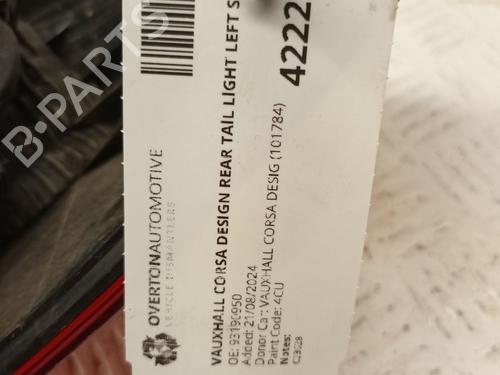 B-PARTS
OVERTONAUTOMOTIVE
VEHICLE DISMANTLERS
VAUXHALL CORSA DESIGN REAR TAIL LIGHT LEFT S
OE: 93190950
Added: 21/08/2024
Donor Car: VAUXHALL CORSA DESIG (101784)
Paint Code: 4CU
Notes:
4222